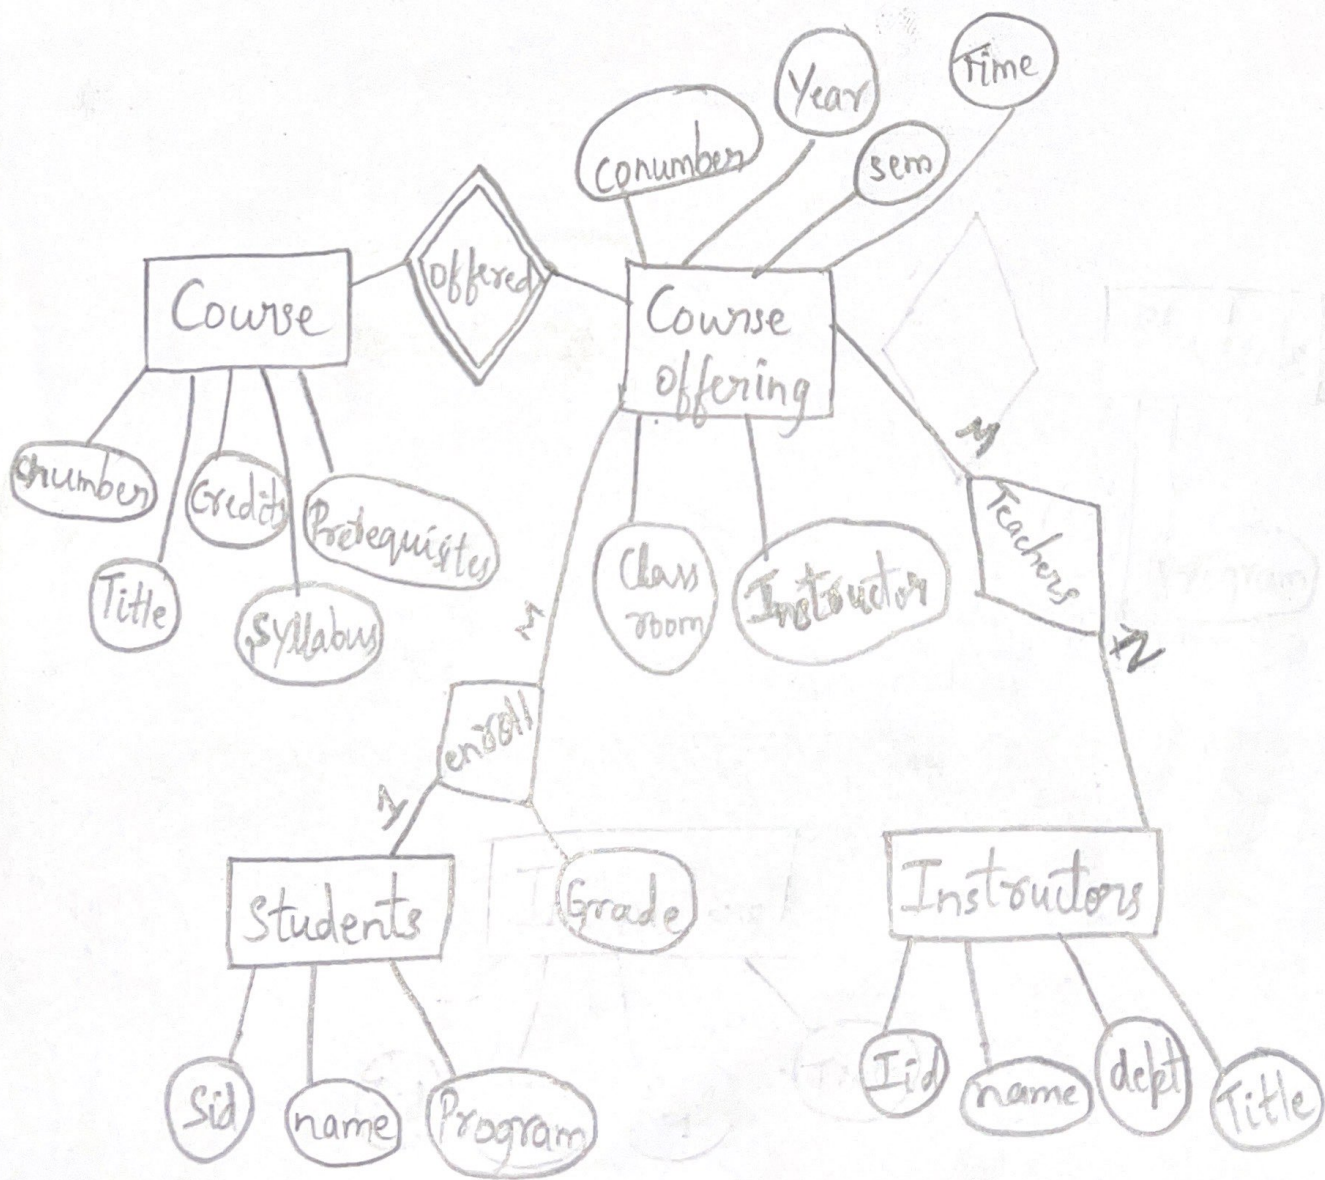 Time
Year
conumber
sem
offered
Course
Course
offering
M
Teachers
cnumber
Credits
Prerequisites
Class
room
Instructor
Title
Syllabus
N
enroll
Students
Grade
Instructors
Sid
name
Program
Iid
name
dept
Title